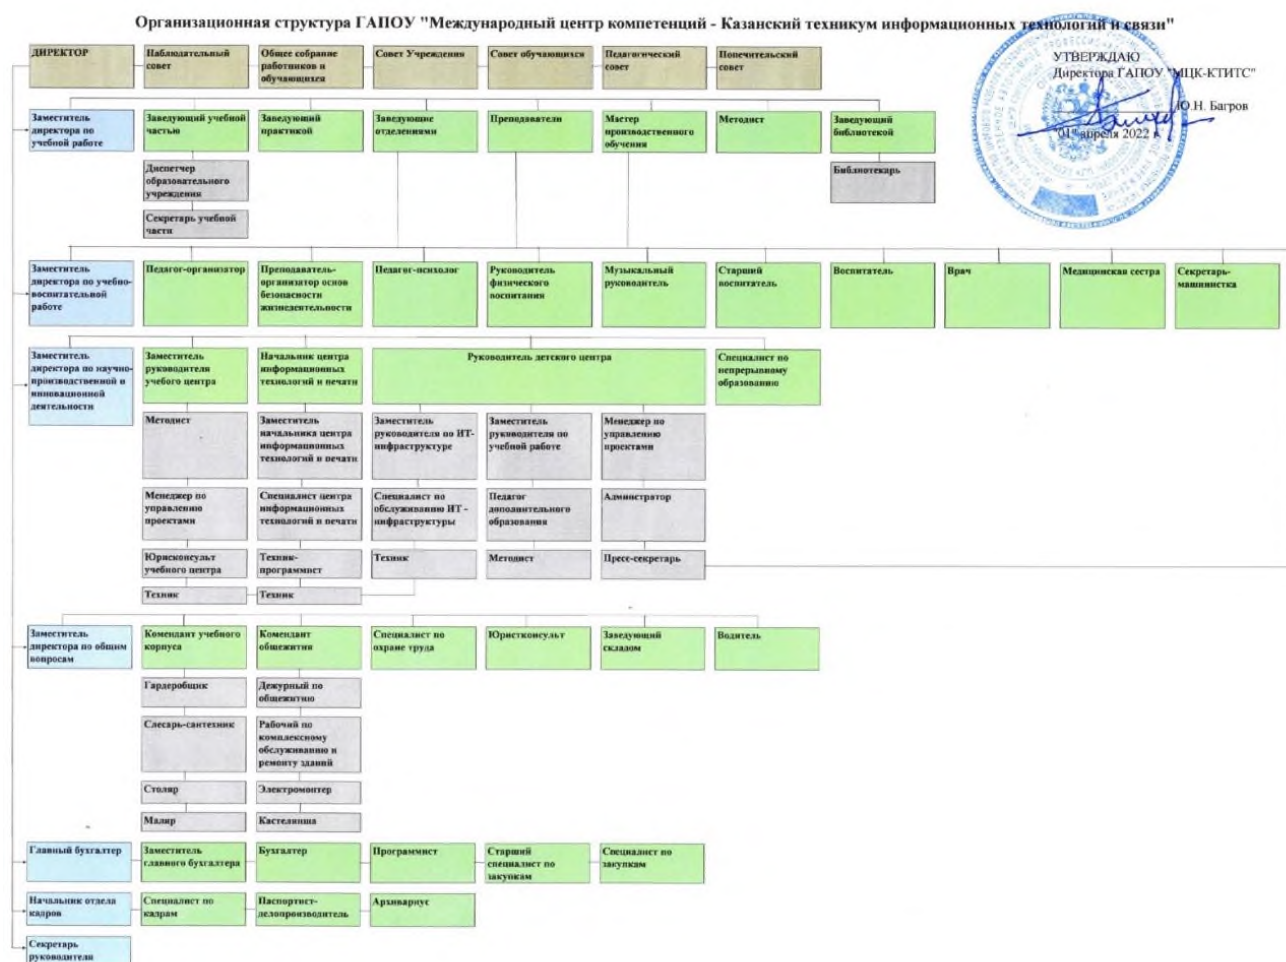 Организационная структура ГАПОУ "Международный центр компетенций - Казанский техникум информационных технологий и связи"
УТВЕРЖДАЮ
Директора ГАПОУ "МЦК-КТИТС"
Ю.Н. Багров
"01" апреля 2022 г.
ДИРЕКТОР
Наблюдательный
совет
Общее собрание
работников и
обучающихся
Совет Учреждения
Совет обучающихся
Педагогический
совет
Попечительский
совет
Заместитель
директора по
учебной работе
Заведующий учебной
частью
Заведующий
практикой
Заведующие
отделениями
Преподаватели
Мастер
производственного
обучения
Методист
Заведующий
библиотекой
Диспетчер
образовательного
учреждения
Библиотекарь
Секретарь учебной
части
Заместитель
директора по учебно-
воспитательной
работе
Педагог-организатор
Преподаватель-
организатор основ
безопасности
жизнедеятельности
Педагог-психолог
Руководитель
физического
воспитания
Музыкальный
руководитель
Старший
воспитатель
Воспитатель
Врач
Медицинская сестра
Секретарь-
машинистка
Заместитель
директора по научно-
производственной и
инновационной
деятельности
Заместитель
руководителя
учебого центра
Начальник центра
информационных
технологий и печати
Руководитель детского центра
Специалист по
непрерывному
образованию
Методист
Заместитель
начальника центра
информационных
технологий и печати
Заместитель
руководителя по ИТ-
инфраструктуре
Заместитель
руководителя по
учебной работе
Менеджер по
управлению
проектами
Менеджер по
управлению
проектами
Специалист центра
информационных
технологий и печати
Специалист по
обслуживанию ИТ -
инфраструктуры
Педагог
дополнительного
образования
Админстратор
Юрисконсульт
учебного центра
Техник-
программист
Техник
Методист
Пресс-секретарь
Техник
Техник
Заместитель
директора по общим
вопросам
Комендант учебного
корпуса
Комендант
общежития
Специалист по
охране труда
Юристконсульт
Заведующий
складом
Водитель
Гардеробщик
Дежурный по
общежитию
Слесарь-сантехник
Рабочий по
комплексному
обслуживанию и
ремонту зданий
Столяр
Электромонтер
Маляр
Кастелянша
Главный бухгалтер
Заместитель
главного бухгалтера
Бухгалтер
Программист
Старший
специалист по
закупкам
Специалист по
закупкам
Начальник отдела
кадров
Специалист по
кадрам
Паспортист-
делопроизводитель
Архивариус
Секретарь
руководителя